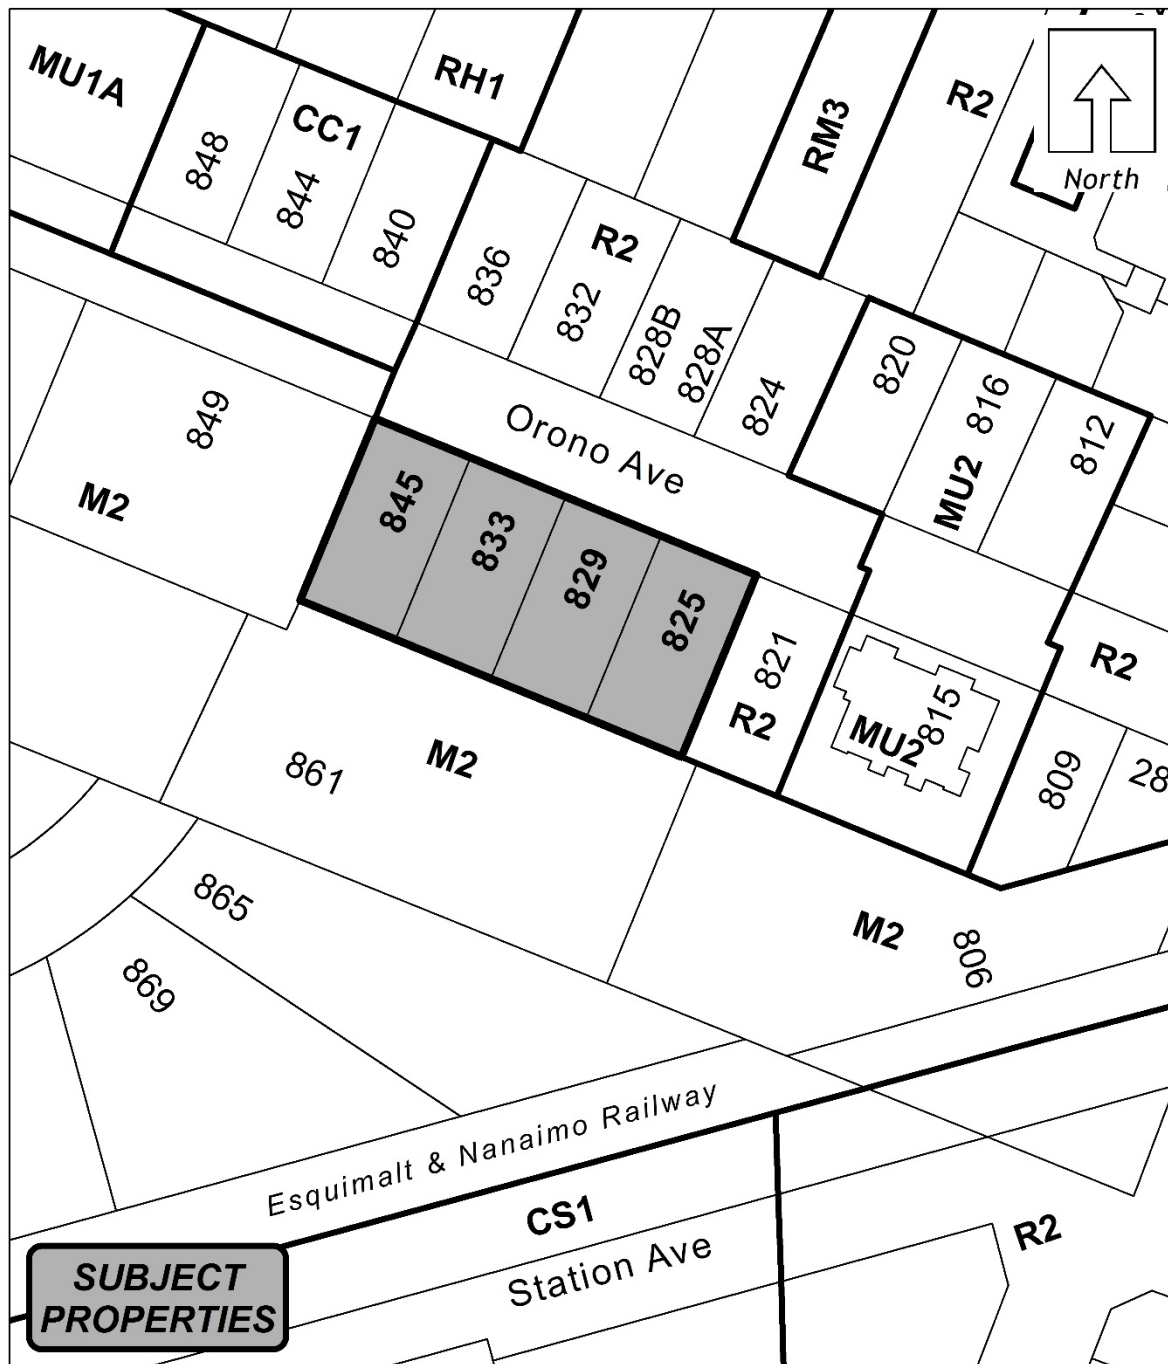 MU1A
RH1
CC1
RM3
R2
North
848
844
840
836
R2
832
828B
828A
824
820
816
812
MU2
849
M2
Orono Ave
845
833
829
825
821
R2
815
MU2
R2
809
28
861
M2
865
869
M2
806
Esquimalt & Nanaimo Railway
CS1
Station Ave
R2
SUBJECT
PROPERTIES